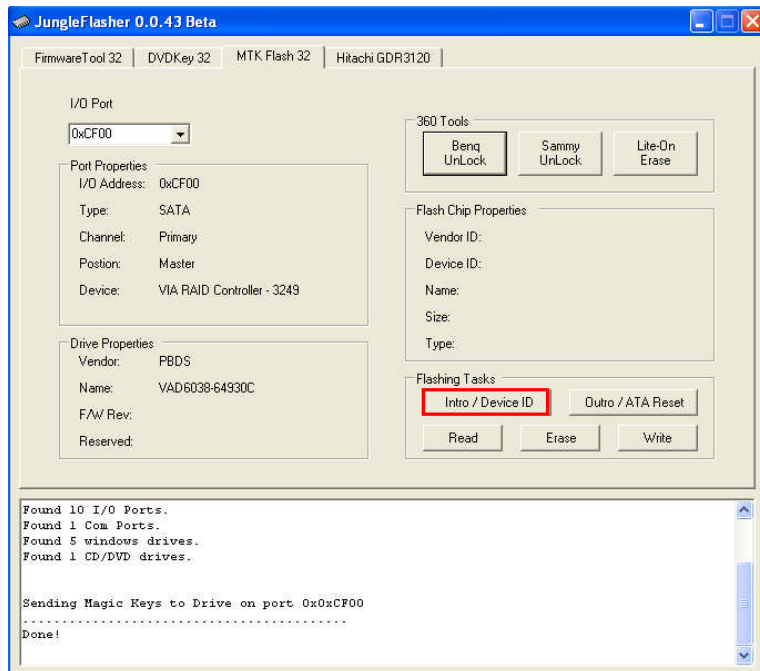 JungleFlasher 0.0.43 Beta
FirmwareTool 32 DVDKey 32 MTK Flash 32 Hitachi GDR3120
I/O Port
0xCF00
Port Properties
I/O Address: 0xCF00
Type: SATA
Channel: Primary
Postion: Master
Device: VIA RAID Controller - 3249
Drive Properties
Vendor: PBDS
Name: VAD6038-64930C
F/W Rev:
Reserved:
360 Tools
Benq UnLock
Sammy UnLock
Lite-On Erase
Flash Chip Properties
Vendor ID:
Device ID:
Name:
Size:
Type:
Flashing Tasks
Intro / Device ID Outro / ATA Reset
Read Erase Write
Found 10 I/O Ports.
Found 1 Com Ports.
Found 5 windows drives.
Found 1 CD/DVD drives.
Sending Magic Keys to Drive on port 0x0xCF00
..........................................
Done!